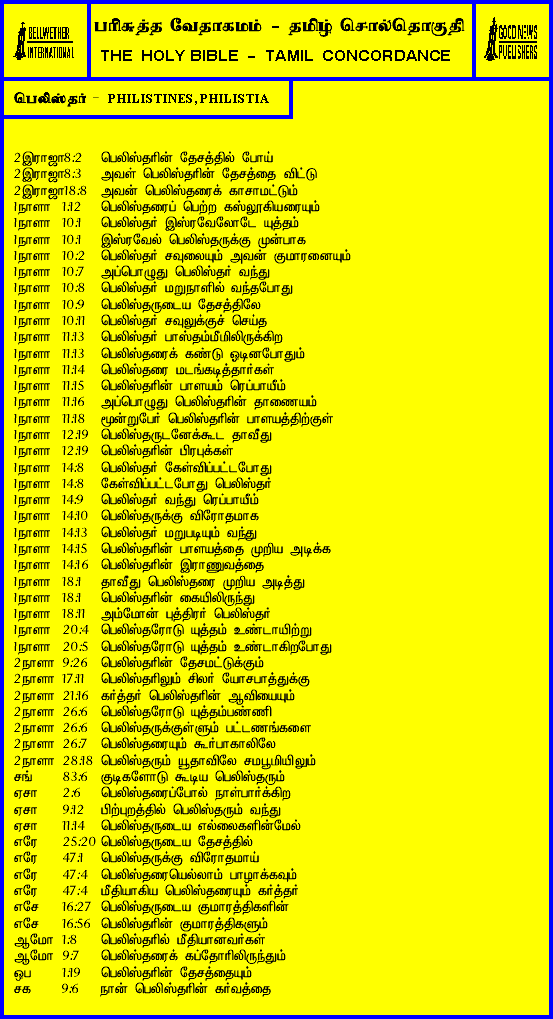 BELLWETHER
INTERNATIONAL
பரிசுத்த வேதாகமம் - தமிழ் சொல்தொகுதி
THE HOLY BIBLE - TAMIL CONCORDANCE
GOOD NEWS
PUBLISHERS
பெலிஸ்தர் - PHILISTINES, PHILISTIA
2இராஜா8:2 பெலிஸ்தரின் தேசத்தில் போய்
2இராஜா8:3 அவள் பெலிஸ்தரின் தேசத்தை விட்டு
2இராஜா18:8 அவன் பெலிஸ்தரைக் காசாமட்டும்
1நாளா 1:12 பெலிஸ்தரைப் பெற்ற கஸ்லூகியரையும்
1நாளா 10:1 பெலிஸ்தர் இஸ்ரவேலோடே யுத்தம்
1நாளா 10:1 இஸ்ரவேல் பெலிஸ்தருக்கு முன்பாக
1நாளா 10:2 பெலிஸ்தர் சவுலையும் அவன் குமாரனையும்
1நாளா 10:7 அப்பொழுது பெலிஸ்தர் வந்து
1நாளா 10:8 பெலிஸ்தர் மறுநாளில் வந்தபோது
1நாளா 10:9 பெலிஸ்தருடைய தேசத்திலே
1நாளா 10:11 பெலிஸ்தர் சவுலுக்குச் செய்த
1நாளா 11:13 பெலிஸ்தர் பாஸ்தம்மீமிலிருக்கிற
1நாளா 11:13 பெலிஸ்தரைக் கண்டு ஓடினபோதும்
1நாளா 11:14 பெலிஸ்தரை மடங்கடித்தார்கள்
1நாளா 11:15 பெலிஸ்தரின் பாளயம் ரெப்பாயீம்
1நாளா 11:16 அப்பொழுது பெலிஸ்தரின் தாணையம்
1நாளா 11:18 மூன்றுபேர் பெலிஸ்தரின் பாளயத்திற்குள்
1நாளா 12:19 பெலிஸ்தருடனேக்கூட தாவீது
1நாளா 12:19 பெலிஸ்தரின் பிரபுக்கள்
1நாளா 14:8 பெலிஸ்தர் கேள்விப்பட்டபோது
1நாளா 14:8 கேள்விப்பட்டபோது பெலிஸ்தர்
1நாளா 14:9 பெலிஸ்தர் வந்து ரெப்பாயீம்
1நாளா 14:10 பெலிஸ்தருக்கு விரோதமாக
1நாளா 14:13 பெலிஸ்தர் மறுபடியும் வந்து
1நாளா 14:15 பெலிஸ்தரின் பாளயத்தை முறிய அடிக்க
1நாளா 14:16 பெலிஸ்தரின் இராணுவத்தை
1நாளா 18:1 தாவீது பெலிஸ்தரை முறிய அடித்து
1நாளா 18:1 பெலிஸ்தரின் கையிலிருந்து
1நாளா 18:11 அம்மோன் புத்திரர் பெலிஸ்தர்
1நாளா 20:4 பெலிஸ்தரோடு யுத்தம் உண்டாயிற்று
1நாளா 20:5 பெலிஸ்தரோடு யுத்தம் உண்டாகிறபோது
2நாளா 9:26 பெலிஸ்தரின் தேசமட்டுக்கும்
2நாளா 17:11 பெலிஸ்தரிலும் சிலர் யோசபாத்துக்கு
2நாளா 21:16 கர்த்தர் பெலிஸ்தரின் ஆவியையும்
2நாளா 26:6 பெலிஸ்தரோடு யுத்தம்பண்ணி
2நாளா 26:6 பெலிஸ்தருக்குள்ளும் பட்டணங்களை
2நாளா 26:7 பெலிஸ்தரையும் கூர்பாகாலிலே
2நாளா 28:18 பெலிஸ்தரும் யூதாவிலே சமபூமியிலும்
சங் 83:6 குடிகளோடு கூடிய பெலிஸ்தரும்
ஏசா 2:6 பெலிஸ்தரைப்போல் நாள்பார்க்கிற
ஏசா 9:12 பிற்புறத்தில் பெலிஸ்தரும் வந்து
ஏசா 11:14 பெலிஸ்தருடைய எல்லைகளின்மேல்
எரே 25:20 பெலிஸ்தருடைய தேசத்தில்
எரே 47:1 பெலிஸ்தருக்கு விரோதமாய்
எரே 47:4 பெலிஸ்தரையெல்லாம் பாழாக்கவும்
எரே 47:4 மீதியாகிய பெலிஸ்தரையும் கர்த்தர்
எசே 16:27 பெலிஸ்தருடைய குமாரத்திகளின்
எசே 16:56 பெலிஸ்தரின் குமாரத்திகளும்
ஆமோ 1:8 பெலிஸ்தரில் மீதியானவர்கள்
ஆமோ 9:7 பெலிஸ்தரைக் கப்தோரிலிருந்தும்
ஒப 1:19 பெலிஸ்தரின் தேசத்தையும்
சக 9:6 நான் பெலிஸ்தரின் கர்வத்தை